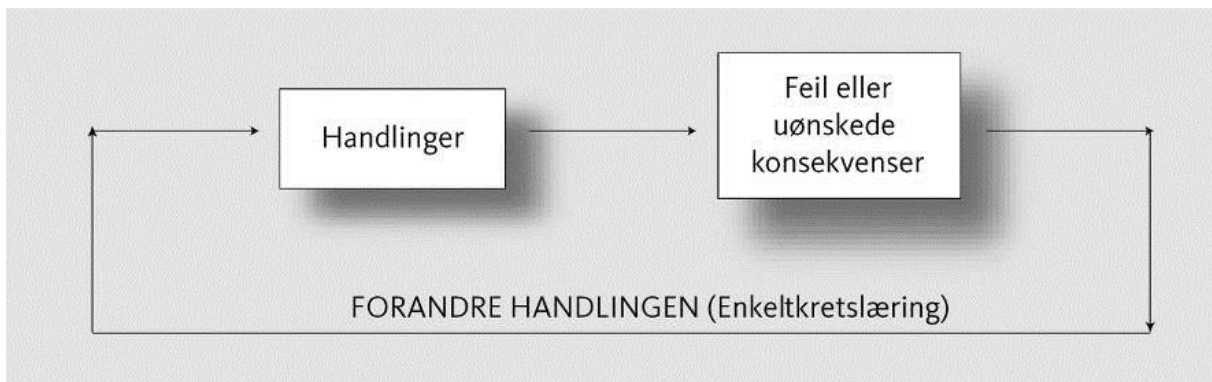 Handlinger
Feil eller
uønskede
konsekvenser
FORANDRE HANDLINGEN (Enkeltkretslæring)